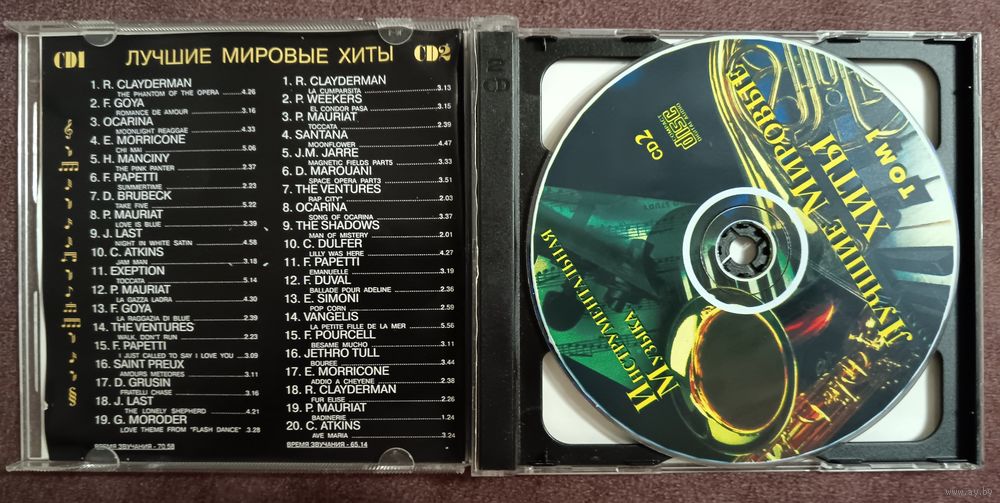 CD1 ЛУЧШИЕ МИРОВЫЕ ХИТЫ CD2
1. R. CLAYDERMAN
THE PHANTOM OF THE OPERA 4.26
2. F. GOYA
ROMANCE DE AMOUR 3.16
3. OCARINA
MOONLIGHT REAGGAE 4.33
4. E. MORRICONE
CHI MAI 5.06
5. H. MANCINY
THE PINK PANTER 2.37
6. F. PAPETTI
SUMMERTIME 2.23
7. D. BRUBECK
TAKE FIVE 5.22
8. P. MAURIAT
LOVE IS BLUE 2.39
9. J. LAST
NIGHT IN WHITE SATIN 4.58
10. C. ATKINS
JAM MAN 3.18
11. EXEPTION
TOCCATA 5.14
12. P. MAURIAT
LA GAZZA LADRA 4.30
13. F. GOYA
LA RAGGAZIA DI BLUE 2.39
14. THE VENTURES
WALK, DON'T RUN 2.23
15. F. PAPETTI
I JUST CALLED TO SAY I LOVE YOU 3.09
16. SAINT PREUX
AMOURS METEORES 3.11
17. D. GRUSIN
FRATELLI CHASE 3.16
18. J. LAST
THE LONELY SHEPHERD 4.21
19. G. MORODER
LOVE THEME FROM "FLASH DANCE" 3.28
ВРЕМЯ ЗВУЧАНИЯ - 70.58
1. R. CLAYDERMAN
LA CUMPARSITA 3.13
2. P. WEEKERS
EL CONDOR PASA 3.15
3. P. MAURIAT
TOCCATA 2.39
4. SANTANA
MOONFLOWER 4.47
5. J.M. JARRE
MAGNETIC FIELDS PART5 3.33
6. D. MAROUANI
SPACE OPERA PART3 3.51
7. THE VENTURES
RAP CITY" 2.03
8. OCARINA
SONG OF OCARINA 3.37
9. THE SHADOWS
MAN OF MISTERY 2.01
10. C. DULFER
LILLY WAS HERE 4.27
11. F. PAPETTI
EMANUELLE 3.19
12. F. DUVAL
BALLADE POUR ADELINE 2.36
13. E. SIMONI
POP CORN 2.59
14. VANGELIS
LA PETITE FILLE DE LA MER 5.56
15. F. POURCELL
BESAME MUCHO 3.11
16. JETHRO TULL
BOUREE 3.44
17. E. MORRICONE
ADDIO A CHEYENE 2.38
18. R. CLAYDERMAN
FUR ELISE 2.26
19. P. MAURIAT
BADINERIE 1.24
20. C. ATKINS
AVE MARIA 3.24
ВРЕМЯ ЗВУЧАНИЯ - 65.14
2 CD
CD 2
COMPACT
disc
DIGITAL AUDIO
ИНСТРУМЕНТАЛЬНАЯ
МУЗЫКА
ЛУЧШИЕ МИРОВЫЕ
ХИТЫ
ТОМ 1
www.ay.by